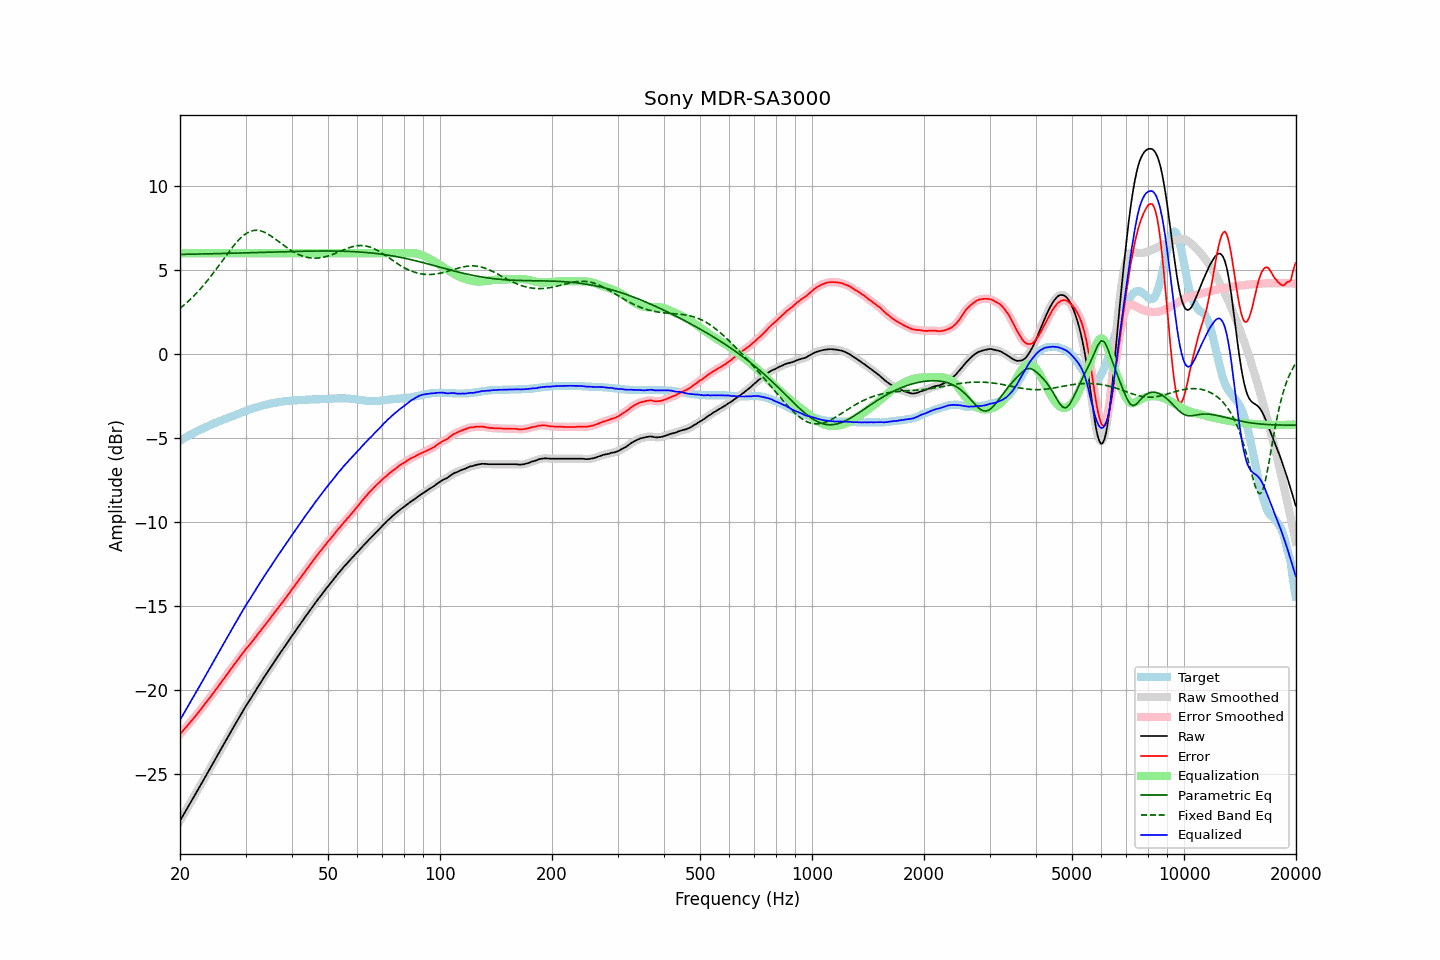 Sony MDR-SA3000
Amplitude (dBr)
10
5
0
−5
−10
−15
−20
−25
20
50
100
200
500
1000
2000
5000
10000
20000
Frequency (Hz)
Target
Raw Smoothed
Error Smoothed
Raw
Error
Equalization
Parametric Eq
Fixed Band Eq
Equalized